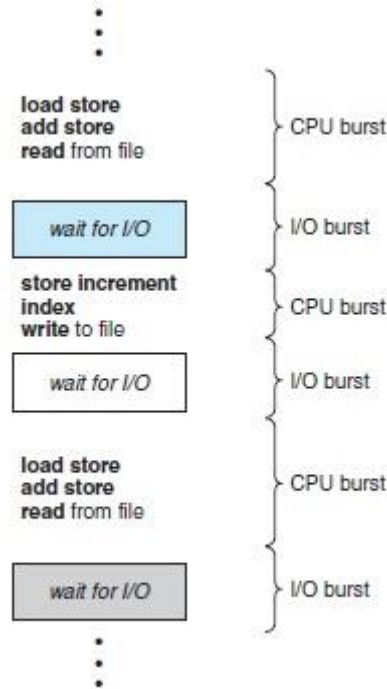 load store
add store
read from file
CPU burst
wait for I/O
I/O burst
store increment
index
write to file
CPU burst
wait for I/O
I/O burst
load store
add store
read from file
CPU burst
wait for I/O
I/O burst